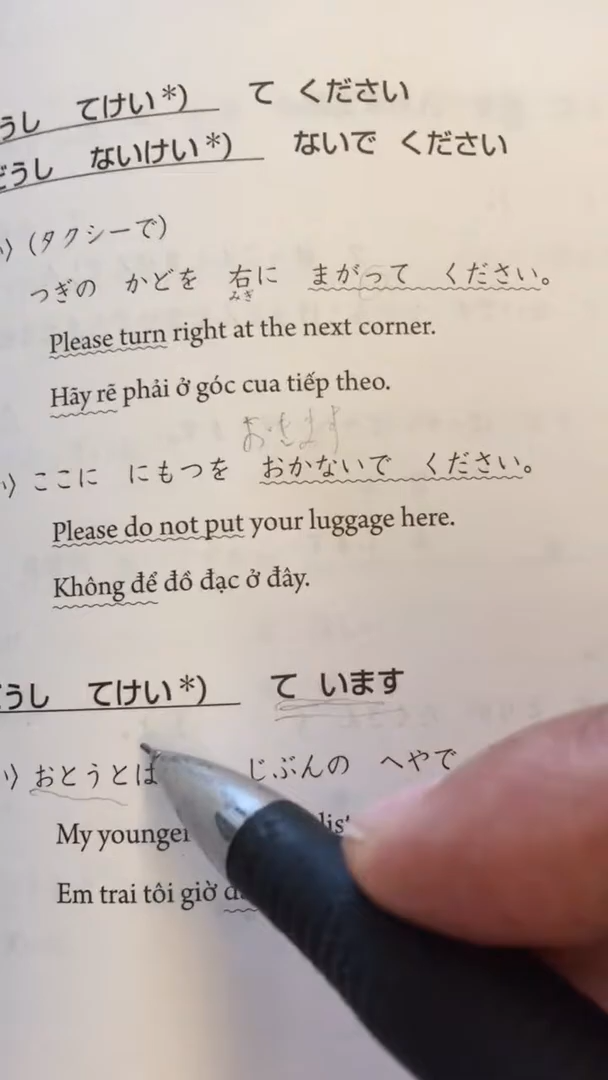 うし てけい*) て ください
どうし ないけい*) ないで ください
(タクシーで)
つぎの かどを 右に まがって ください。
みぎ
Please turn right at the next corner.
Hãy rẽ phải ở góc cua tiếp theo.
おきます
ここに にもつを おかないで ください。
Please do not put your luggage here.
Không để đồ đạc ở đây.
うし てけい*) て います
おとうとは じぶんの へやで
My younger
Em trai tôi giờ